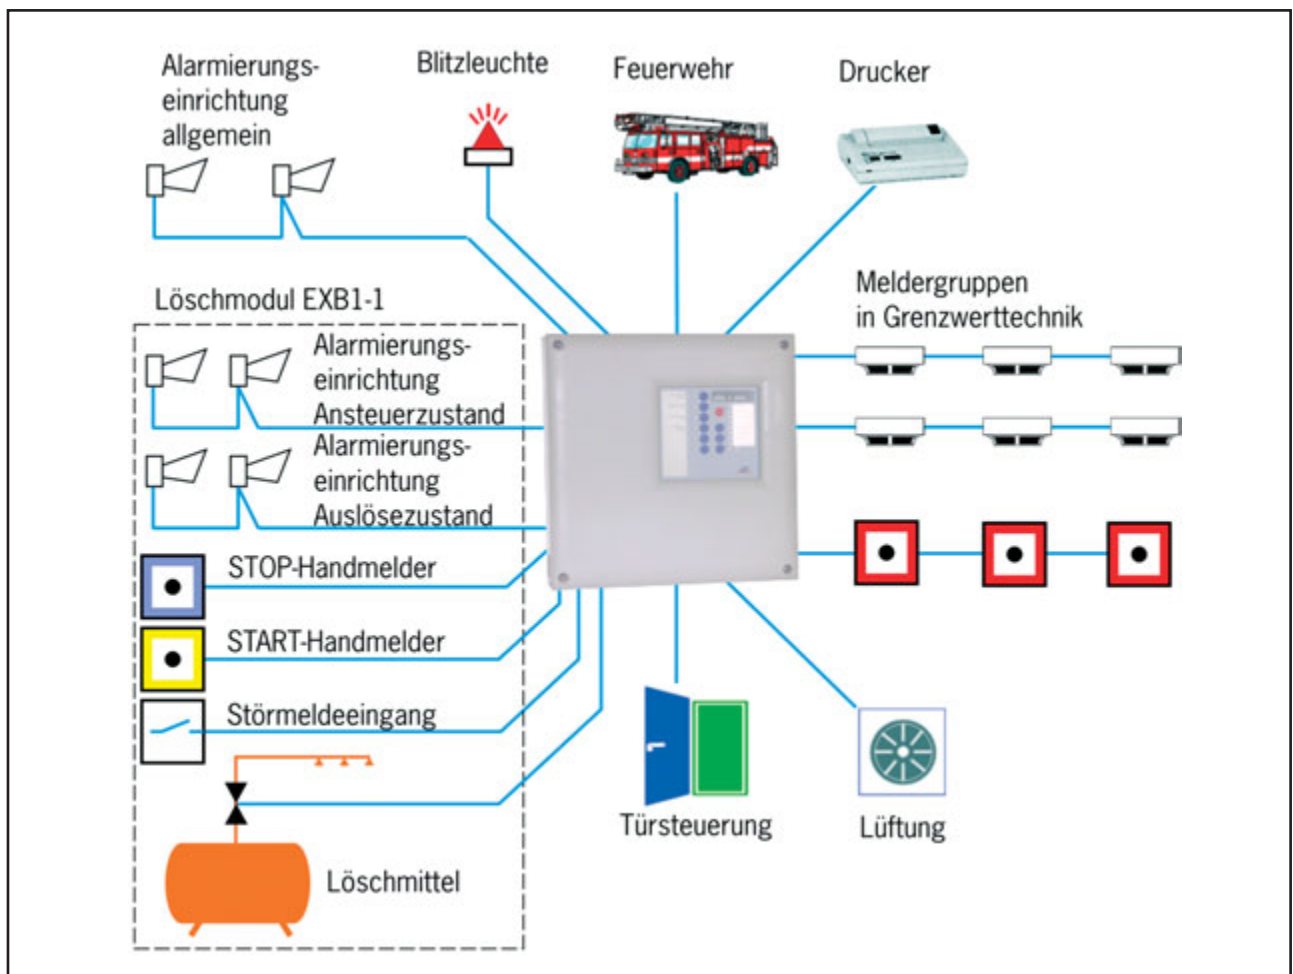 Alarmierungs-
einrichtung
allgemein
Blitzleuchte
Feuerwehr
Drucker
Löschmodul EXB1-1
Meldergruppen
in Grenzwerttechnik
Alarmierungs-
einrichtung
Ansteuerzustand
Alarmierungs-
einrichtung
Auslösezustand
STOP-Handmelder
START-Handmelder
Störmeldeeingang
Löschmittel
Türsteuerung
Lüftung